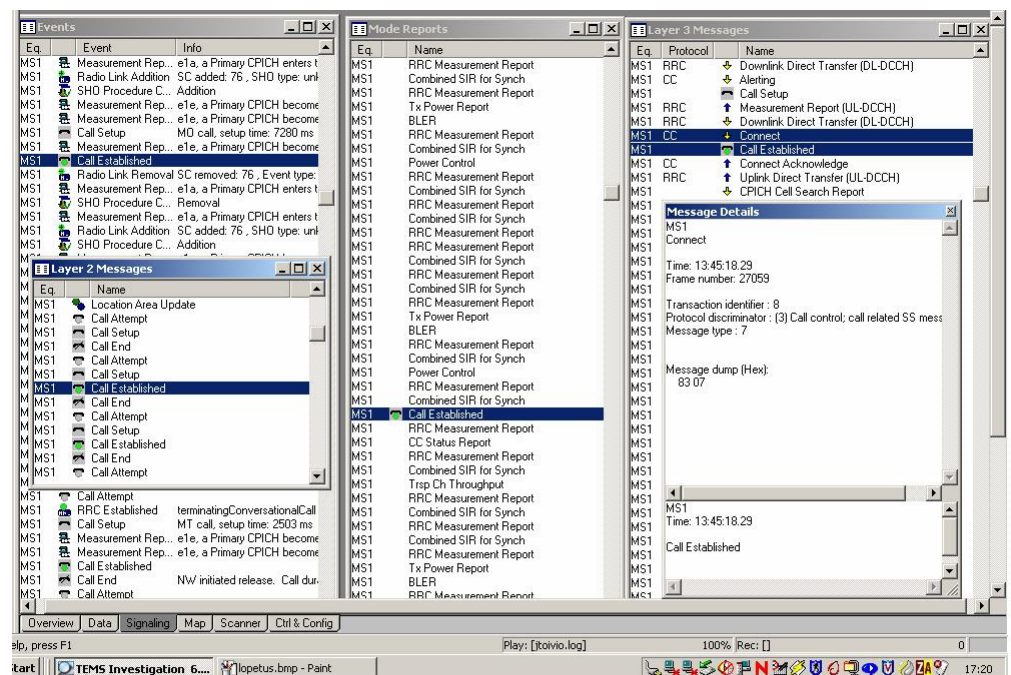 Events
Eq. Event Info
MS1 Measurement Rep... e1a, a Primary CPICH enters t
MS1 Radio Link Addition SC added: 76 , SHO type: unk
MS1 SHO Procedure C... Addition
MS1 Measurement Rep... e1e, a Primary CPICH become
MS1 Measurement Rep... e1e, a Primary CPICH become
MS1 Call Setup MO call, setup time: 7280 ms
MS1 Measurement Rep... e1e, a Primary CPICH become
MS1 Call Established
MS1 Radio Link Removal SC removed: 76 , Event type:
MS1 Measurement Rep... e1a, a Primary CPICH enters t
MS1 SHO Procedure C... Removal
MS1 Measurement Rep... e1a, a Primary CPICH enters t
MS1 Radio Link Addition SC added: 76 , SHO type: unk
MS1 SHO Procedure C... Addition
Layer 2 Messages
Eq. Name
MS1 Location Area Update
MS1 Call Attempt
MS1 Call Setup
MS1 Call End
MS1 Call Attempt
MS1 Call Setup
MS1 Call Established
MS1 Call End
MS1 Call Attempt
MS1 Call Setup
MS1 Call Established
MS1 Call End
MS1 Call Attempt
MS1 Call Attempt
MS1 RRC Established terminatingConversationalCall
MS1 Call Setup MT call, setup time: 2503 ms
MS1 Measurement Rep... e1e, a Primary CPICH become
MS1 Measurement Rep... e1e, a Primary CPICH become
MS1 Call Established
MS1 Call End NW initiated release. Call dur
MS1 Call Attempt
Mode Reports
Eq. Name
MS1 RRC Measurement Report
MS1 Combined SIR for Synch
MS1 RRC Measurement Report
MS1 Tx Power Report
MS1 BLER
MS1 RRC Measurement Report
MS1 Combined SIR for Synch
MS1 Power Control
MS1 RRC Measurement Report
MS1 Combined SIR for Synch
MS1 RRC Measurement Report
MS1 Combined SIR for Synch
MS1 RRC Measurement Report
MS1 Combined SIR for Synch
MS1 RRC Measurement Report
MS1 Combined SIR for Synch
MS1 RRC Measurement Report
MS1 Combined SIR for Synch
MS1 Tx Power Report
MS1 BLER
MS1 RRC Measurement Report
MS1 Combined SIR for Synch
MS1 Power Control
MS1 RRC Measurement Report
MS1 Combined SIR for Synch
MS1 Call Established
MS1 RRC Measurement Report
MS1 CC Status Report
MS1 RRC Measurement Report
MS1 Combined SIR for Synch
MS1 Trsp Ch Throughput
MS1 RRC Measurement Report
MS1 Combined SIR for Synch
MS1 RRC Measurement Report
MS1 Combined SIR for Synch
MS1 RRC Measurement Report
MS1 Tx Power Report
MS1 BLER
MS1 RRC Measurement Report
Layer 3 Messages
Eq. Protocol Name
MS1 RRC Downlink Direct Transfer (DL-DCCH)
MS1 CC Alerting
MS1 Call Setup
MS1 RRC Measurement Report (UL-DCCH)
MS1 RRC Downlink Direct Transfer (DL-DCCH)
MS1 CC Connect
MS1 Call Established
MS1 CC Connect Acknowledge
MS1 RRC Uplink Direct Transfer (UL-DCCH)
MS1 CPICH Cell Search Report
Message Details
MS1
Connect
Time: 13:45:18.29
Frame number: 27059
Transaction identifier : 8
Protocol discriminator : (3) Call control; call related SS mess
Message type : 7
Message dump (Hex):
83 07
MS1
Time: 13:45:18.29
Call Established
Overview Data Signaling Map Scanner Ctrl & Config
elp, press F1 Play: [jtoivio.log] 100% Rec: [] 0
Start TEMS Investigation 6.... lopetus.bmp - Paint 17:20